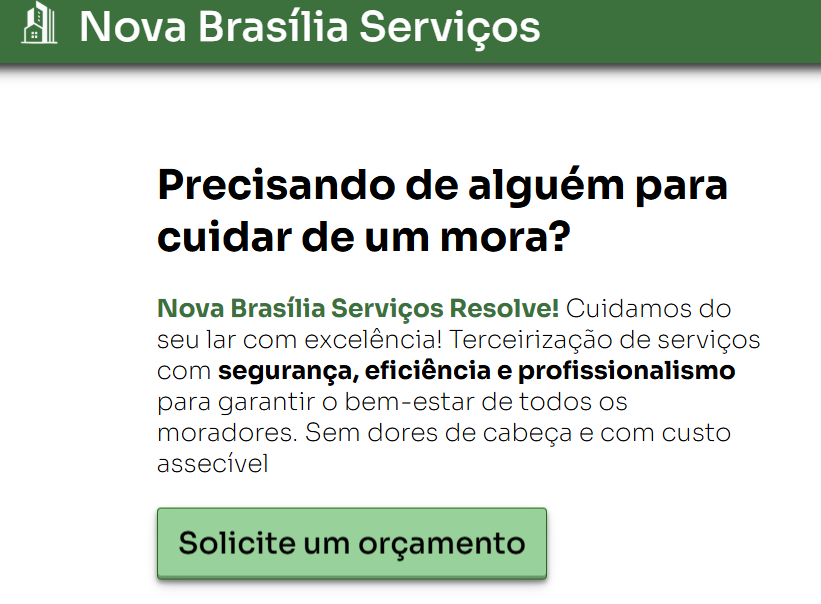 Nova Brasília Serviços
Precisando de alguém para
cuidar de um mora?
Nova Brasília Serviços Resolve! Cuidamos do
seu lar com excelência! Terceirização de serviços
com segurança, eficiência e profissionalismo
para garantir o bem-estar de todos os
moradores. Sem dores de cabeça e com custo
assecível
Solicite um orçamento